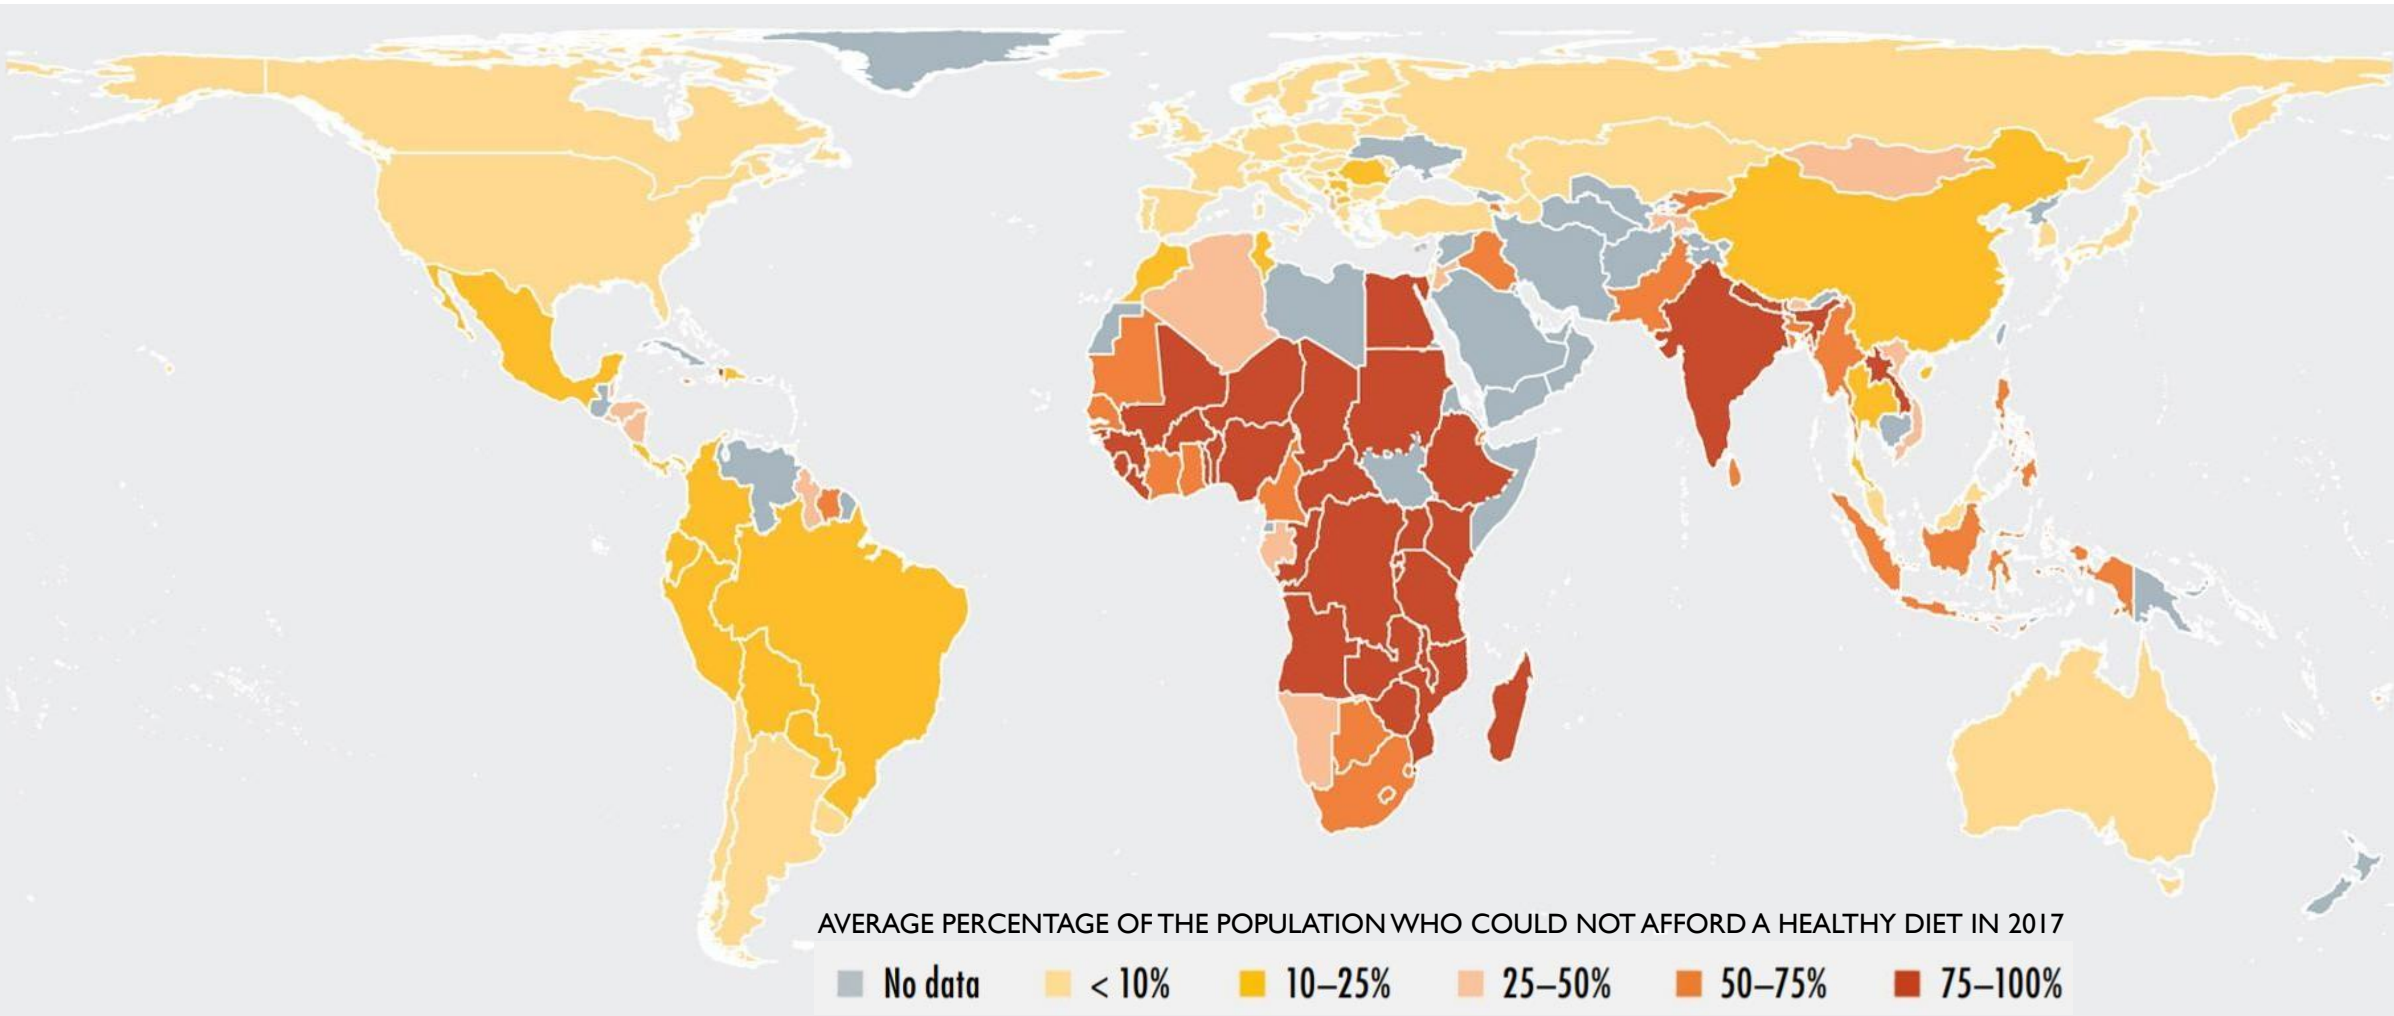 AVERAGE PERCENTAGE OF THE POPULATION WHO COULD NOT AFFORD A HEALTHY DIET IN 2017
No data < 10% 10–25% 25–50% 50–75% 75–100%